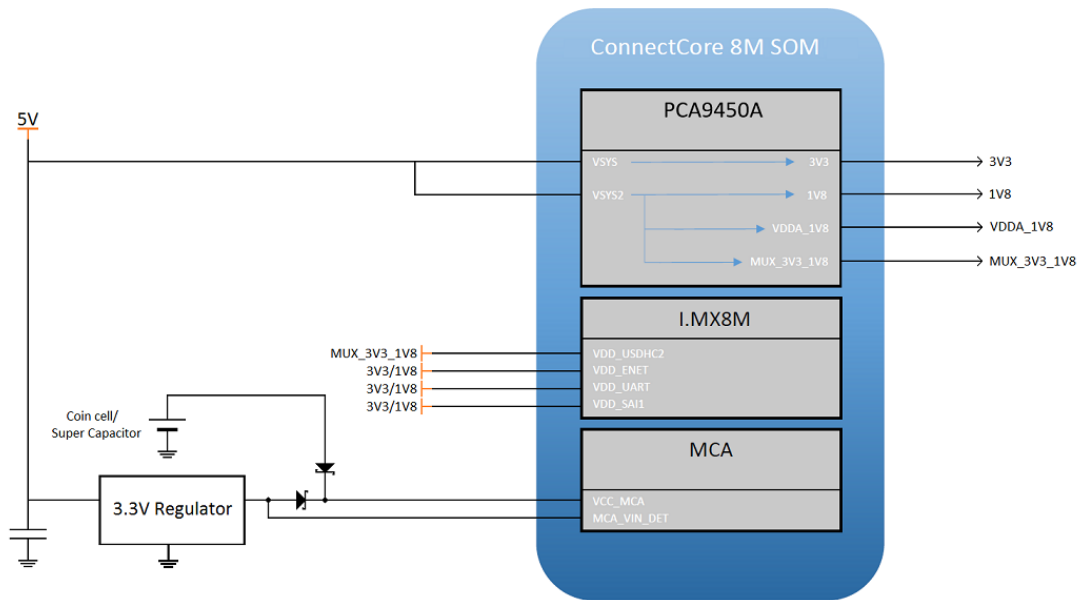 ConnectCore 8M SOM
PCA9450A
5V
VSYS
3V3
3V3
VSYS2
1V8
1V8
VDDA_1V8
VDDA_1V8
MUX_3V3_1V8
MUX_3V3_1V8
I.MX8M
MUX_3V3_1V8
VDD_USDHC2
3V3/1V8
VDD_ENET
3V3/1V8
VDD_UART
3V3/1V8
VDD_SAI1
Coin cell/
Super Capacitor
MCA
3.3V Regulator
VCC_MCA
MCA_VIN_DET